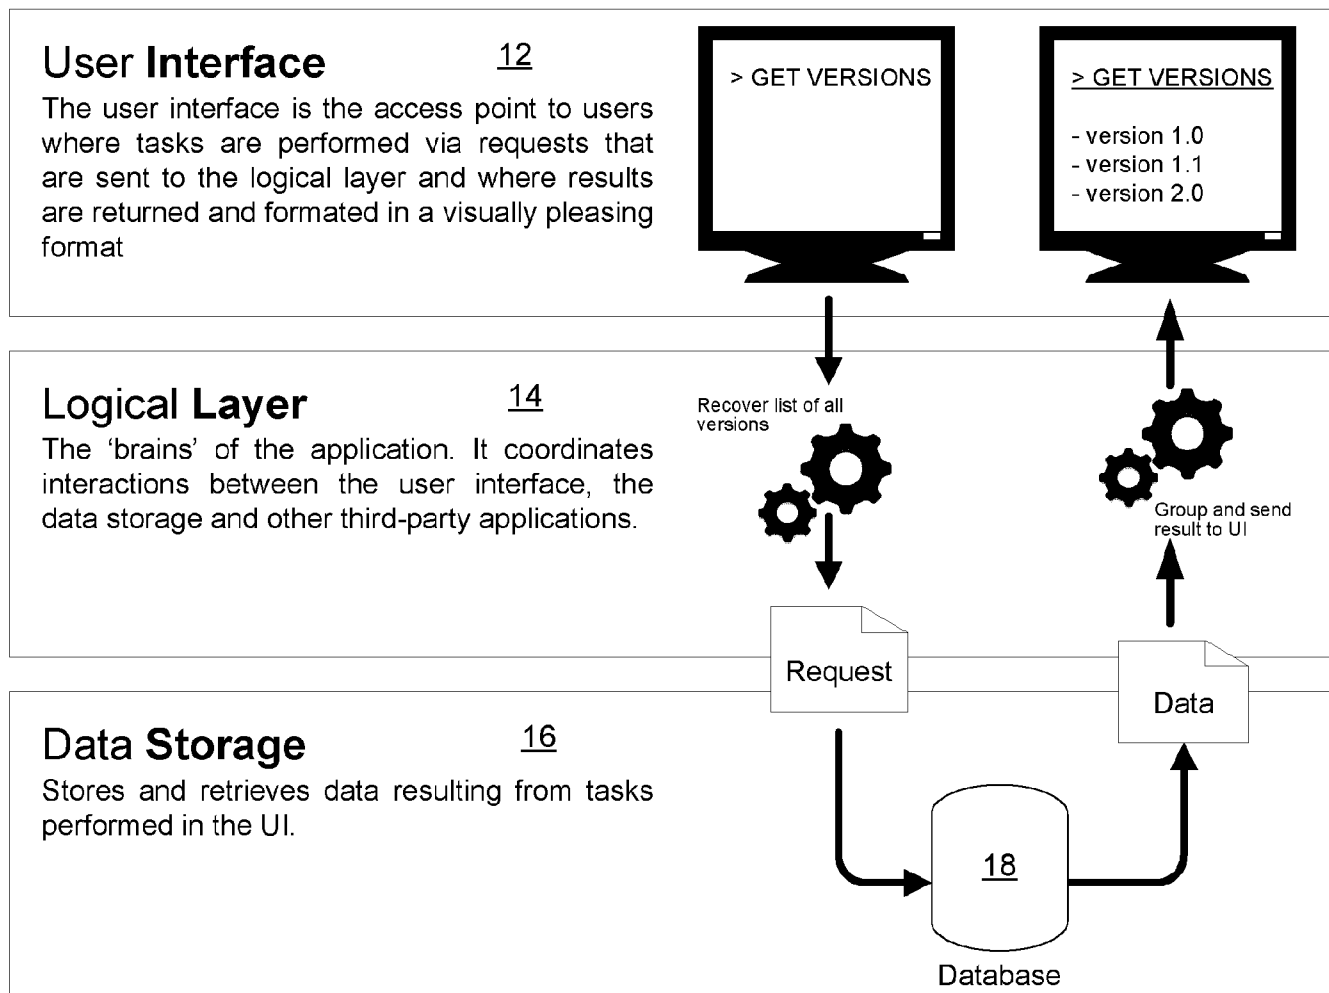 User Interface 12
The user interface is the access point to users
where tasks are performed via requests that
are sent to the logical layer and where results
are returned and formated in a visually pleasing
format
> GET VERSIONS
> GET VERSIONS
- version 1.0
- version 1.1
- version 2.0
Logical Layer 14
The ‘brains’ of the application. It coordinates
interactions between the user interface, the
data storage and other third-party applications.
Recover list of all
versions
Group and send
result to UI
Request
Data
Data Storage 16
Stores and retrieves data resulting from tasks
performed in the UI.
18
Database